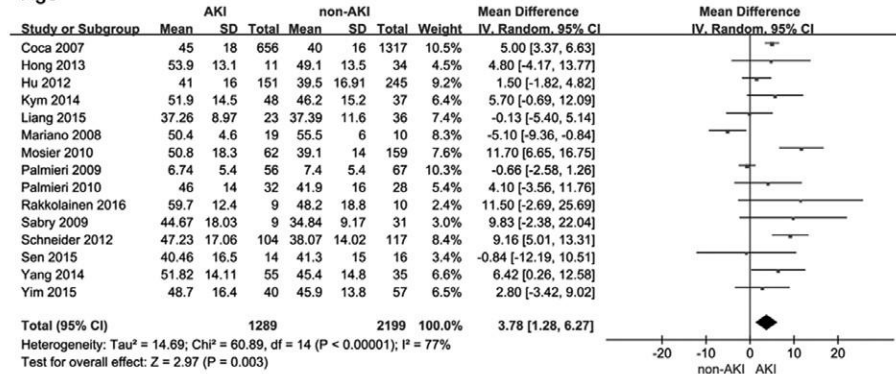 AKI non-AKI Mean Difference Mean Difference
Study or Subgroup Mean SD Total Mean SD Total Weight IV, Random, 95% CI IV, Random, 95% CI
Coca 2007 45 18 656 40 16 1317 10.5% 5.00 [3.37, 6.63]
Hong 2013 53.9 13.1 11 49.1 13.5 34 4.4% 4.80 [-4.17, 13.77]
Hu 2012 41 16 151 39.5 16.91 245 9.2% 1.50 [-1.82, 4.82]
Kym 2014 51.9 14.5 48 46.2 15.2 37 6.4% 5.70 [-0.69, 12.09]
Liang 2015 37.26 8.97 23 37.39 11.6 36 7.4% -0.13 [-5.40, 5.14]
Mariano 2008 50.4 4.6 19 55.5 6 10 8.4% -5.10 [-9.36, -0.84]
Mosier 2010 50.8 18.3 62 39.1 14 159 7.6% 11.70 [6.65, 16.75]
Palmieri 2009 6.74 5.4 56 7.4 5.4 67 10.4% -0.66 [-2.58, 1.26]
Palmieri 2010 46 14 32 41.9 16 28 5.3% 4.10 [-3.56, 11.76]
Rakkolainen 2016 59.7 12.4 9 48.2 18.8 10 2.4% 11.50 [-2.69, 25.69]
Sabry 2009 44.67 18.03 9 34.84 9.17 31 3.0% 9.83 [-2.38, 22.04]
Schneider 2012 47.23 17.06 104 38.07 14.02 117 8.5% 9.16 [5.01, 13.31]
Sen 2015 40.46 16.5 14 41.3 15 16 3.3% -0.84 [-12.19, 10.51]
Yang 2014 51.82 14.11 55 45.4 14.8 35 6.6% 6.42 [0.26, 12.58]
Yim 2015 48.7 16.4 40 45.9 13.8 57 6.5% 2.80 [-3.42, 9.02]
Total (95% CI) 1289 2199 100.0% 3.78 [1.28, 6.27]
Heterogeneity: Tau² = 14.69; Chi² = 60.89, df = 14 (P < 0.00001); I² = 77%
Test for overall effect: Z = 2.97 (P = 0.003)
-20 -10 0 10 20
non-AKI AKI